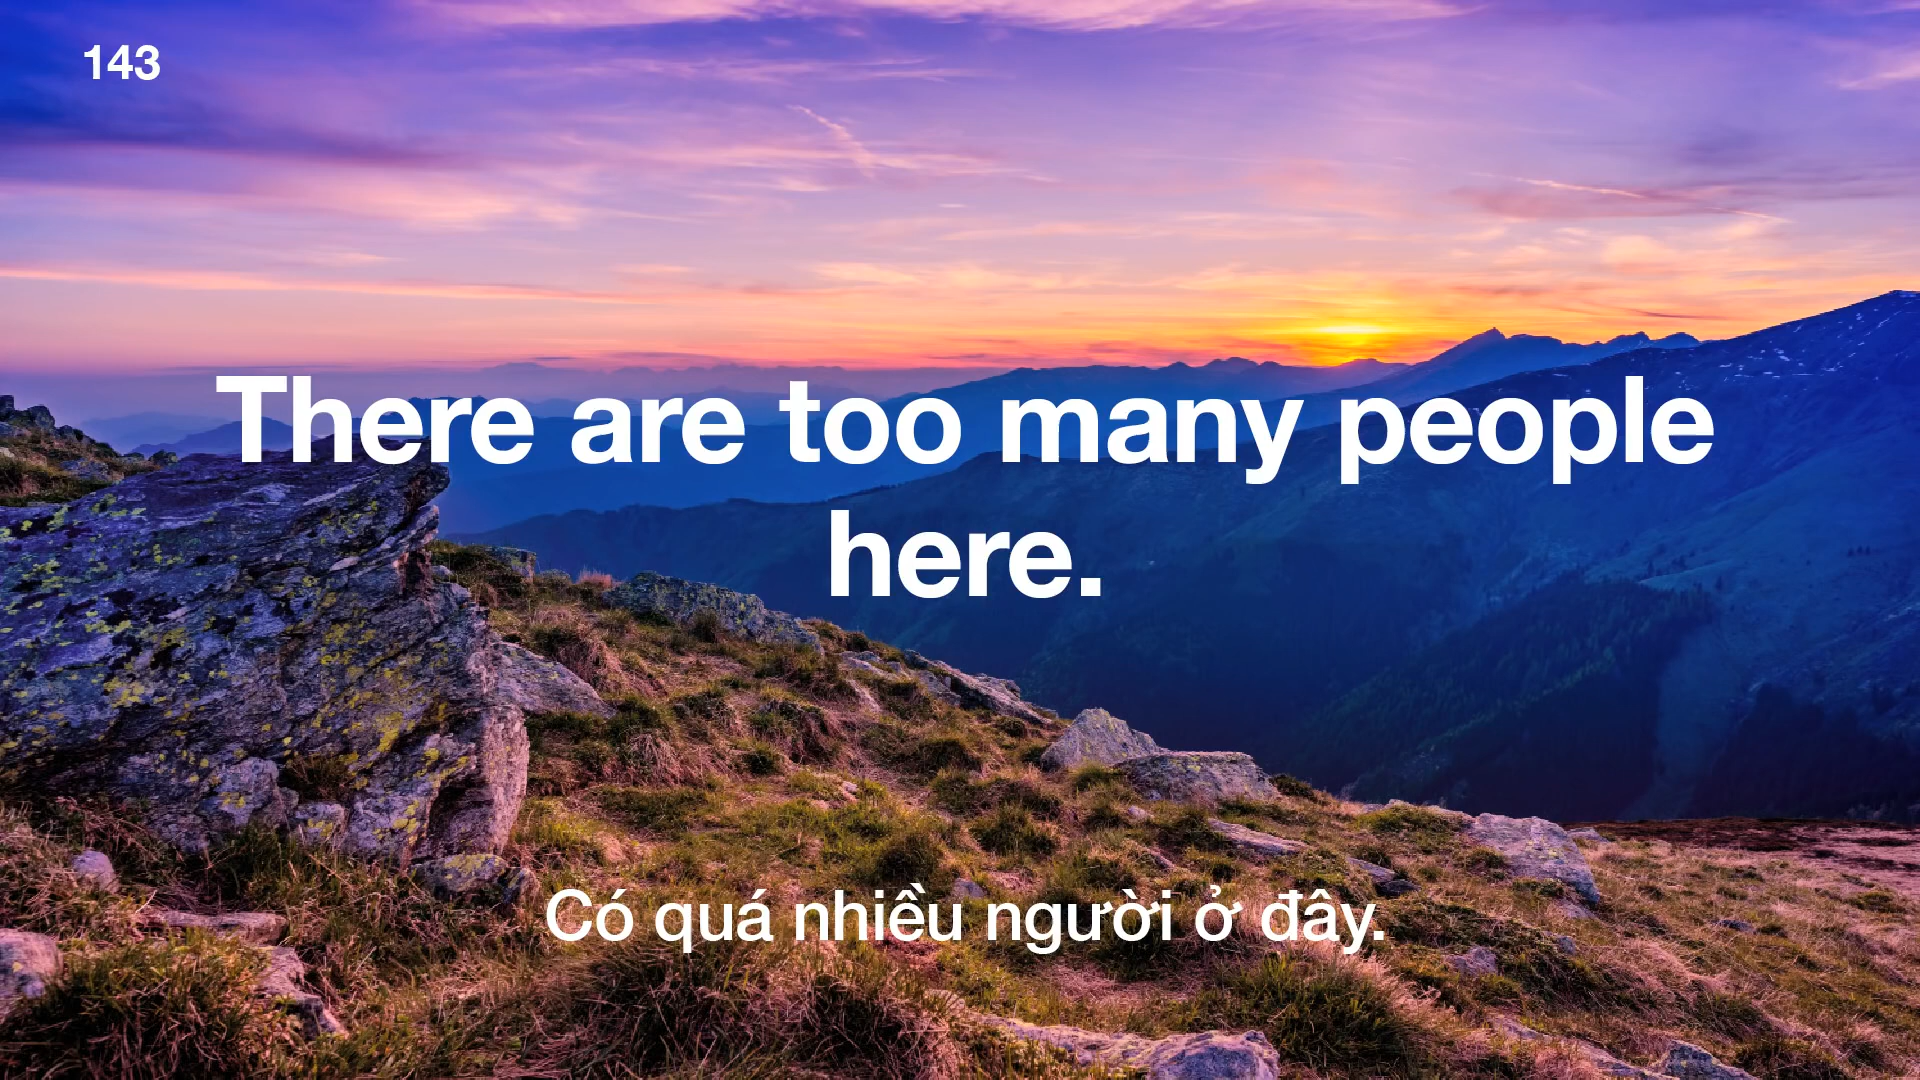 143
There are too many people
here.
Có quá nhiều người ở đây.